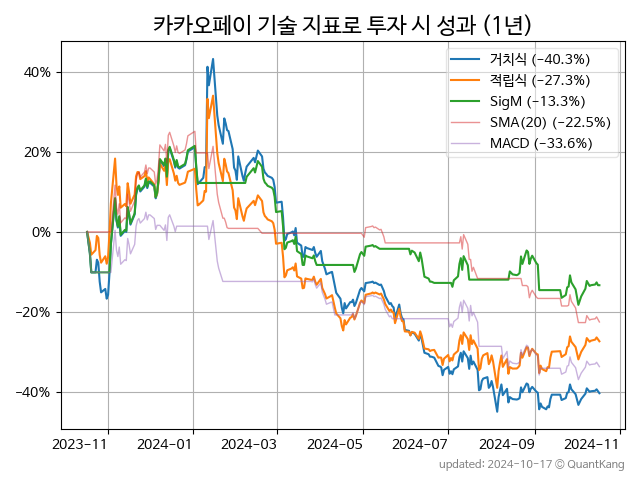 카카오페이 기술 지표로 투자 시 성과 (1년)
거치식 (−40.3%)
적립식 (−27.3%)
SigM (−13.3%)
SMA(20) (−22.5%)
MACD (−33.6%)
40%
20%
0%
−20%
−40%
2023-11 2024-01 2024-03 2024-05 2024-07 2024-09 2024-11
updated: 2024-10-17 © QuantKang